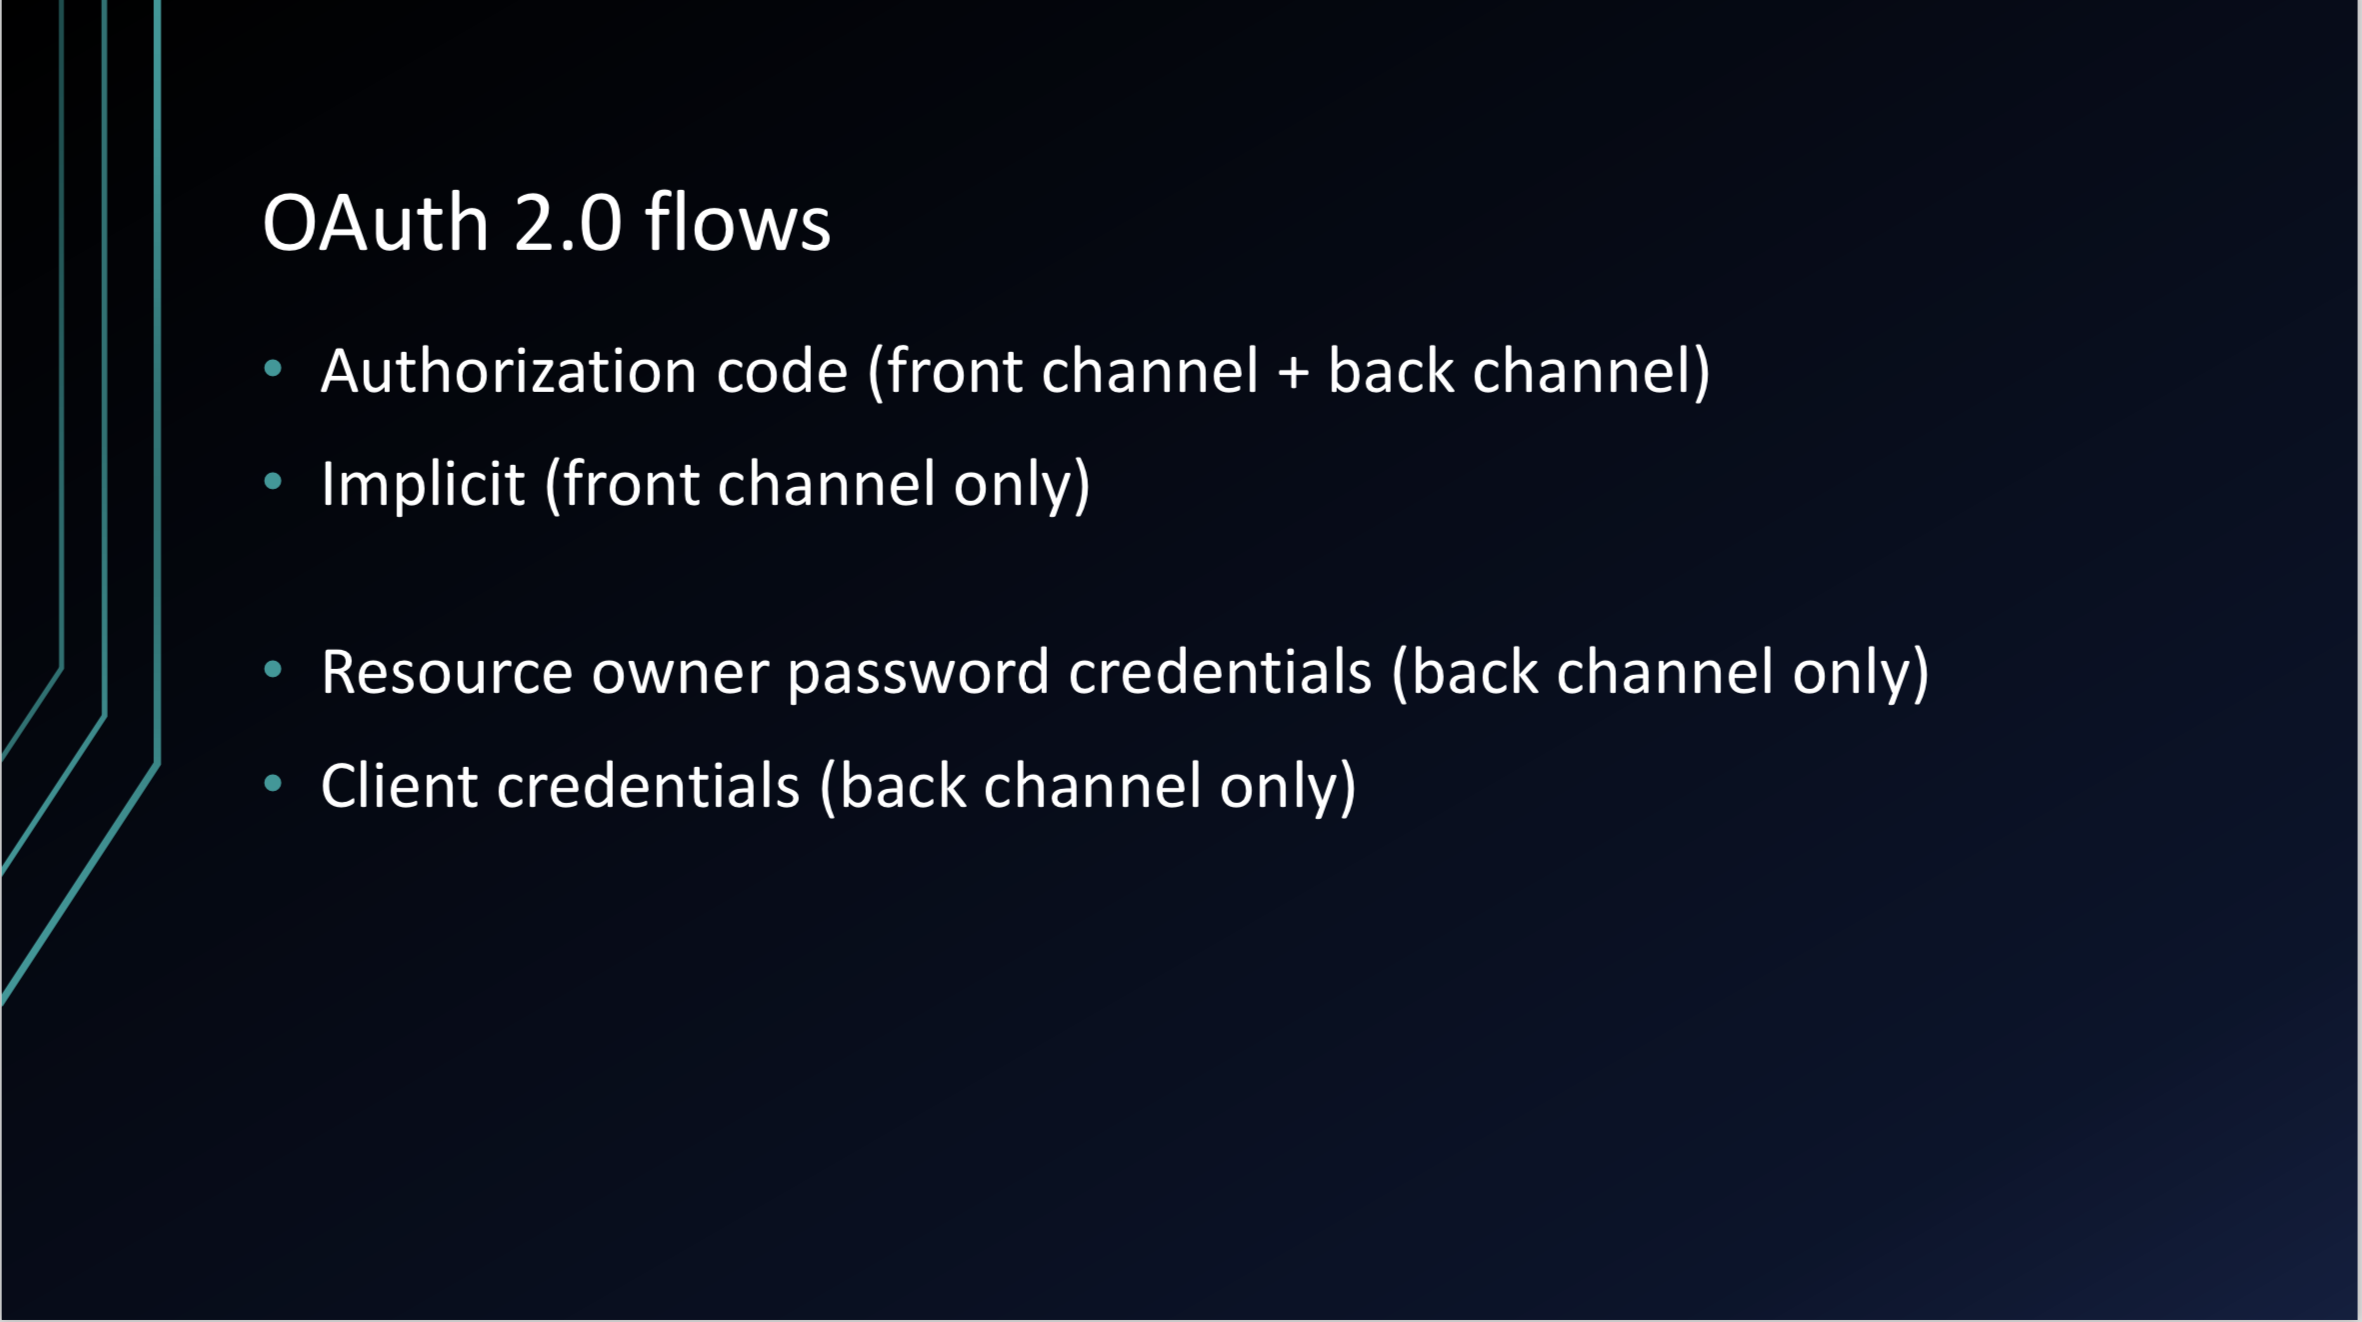 OAuth 2.0 flows
• Authorization code (front channel + back channel)
• Implicit (front channel only)
• Resource owner password credentials (back channel only)
• Client credentials (back channel only)